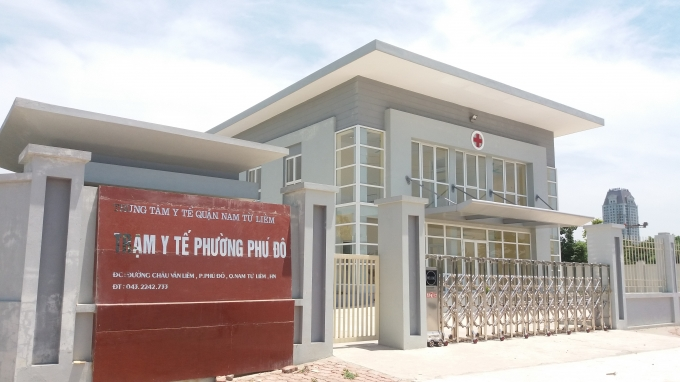 TRUNG TÂM Y TẾ QUẬN NAM TỪ LIÊM
TRẠM Y TẾ PHƯỜNG PHÚ ĐÔ
ĐC: ĐƯỜNG CHÂU VĂN LIÊM, P.PHÚ ĐÔ, Q.NAM TỪ LIÊM, HN
ĐT: 043.2242.733